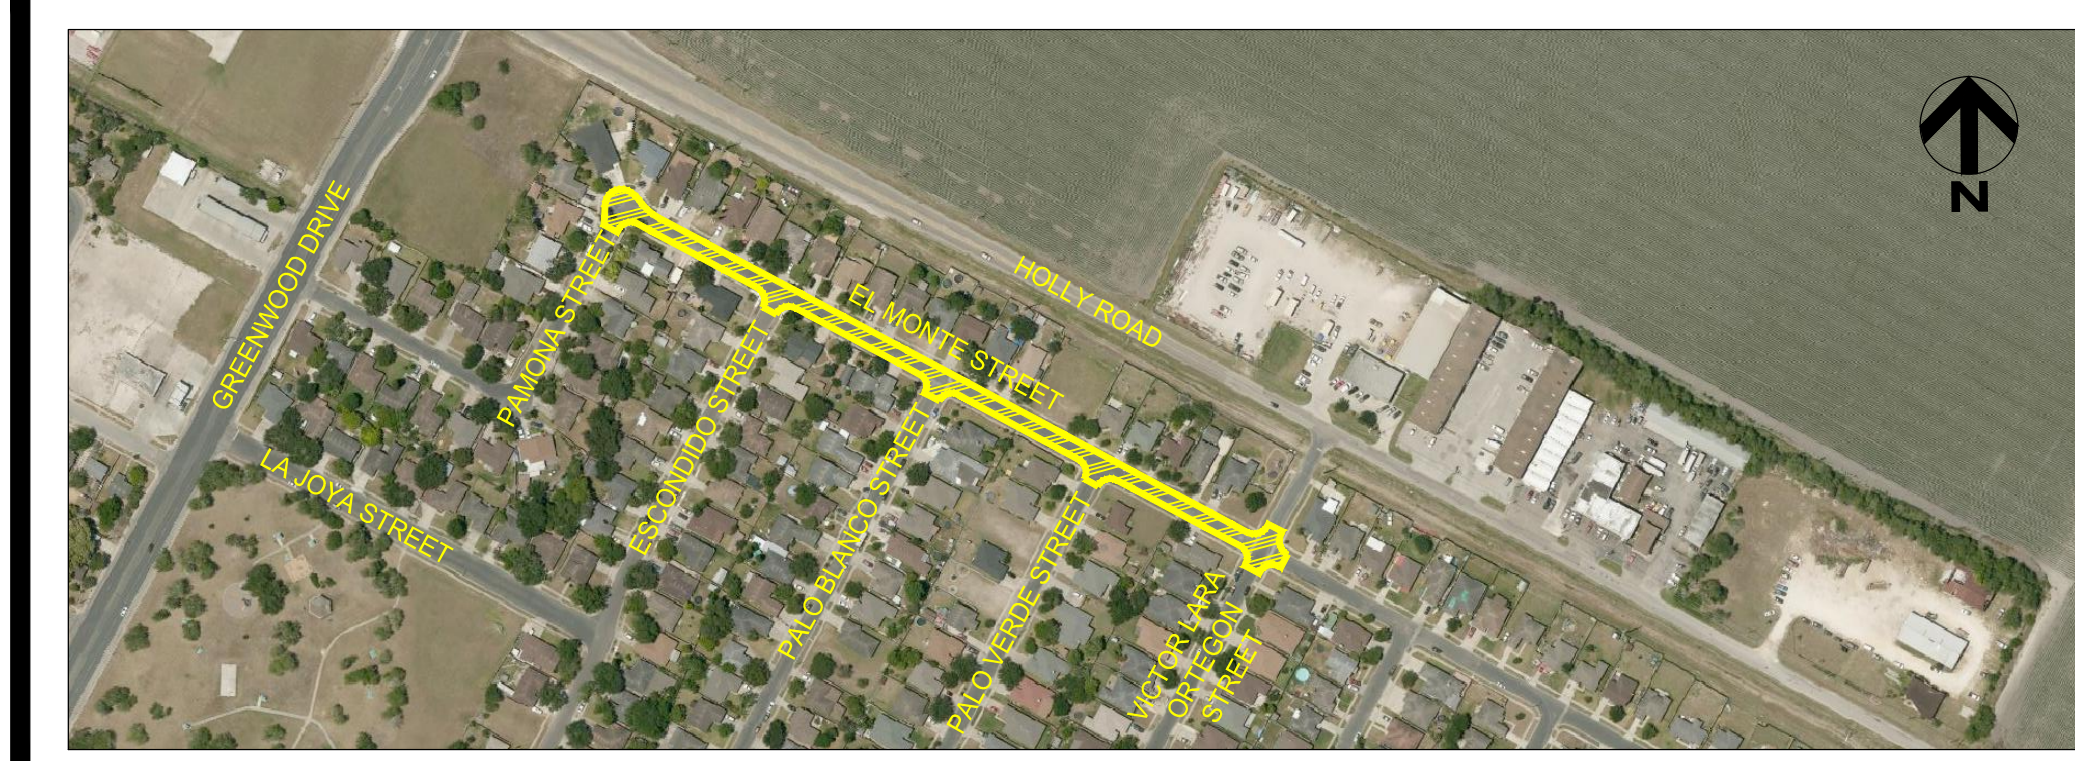 N
GREENWOOD DRIVE
HOLLY ROAD
EL MONTE STREET
PAMONA STREET
ESCONDIDO STREET
LA JOYA STREET
PALO BLANCO STREET
PALO VERDE STREET
VICTOR LARA
ORTEGON
STREET